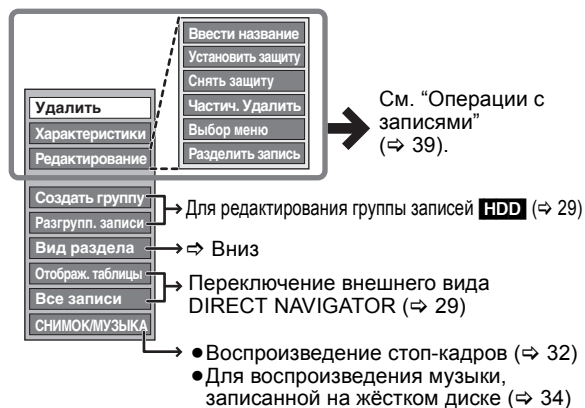 Ввести название
Установить защиту
Снять защиту
Частич. Удалить
Выбор меню
Разделить запись
Удалить
Характеристики
Редактирование
См. “Операции с
записями”
(⇨ 39).
Создать группу
Разгрупп. записи
Для редактирования группы записей HDD (⇨ 29)
Вид раздела
⇨ Вниз
Отображ. таблицы
Все записи
Переключение внешнего вида
DIRECT NAVIGATOR (⇨ 29)
СНИМОК/МУЗЫКА
●Воспроизведение стоп-кадров (⇨ 32)
●Для воспроизведения музыки,
записанной на жёстком диске (⇨ 34)